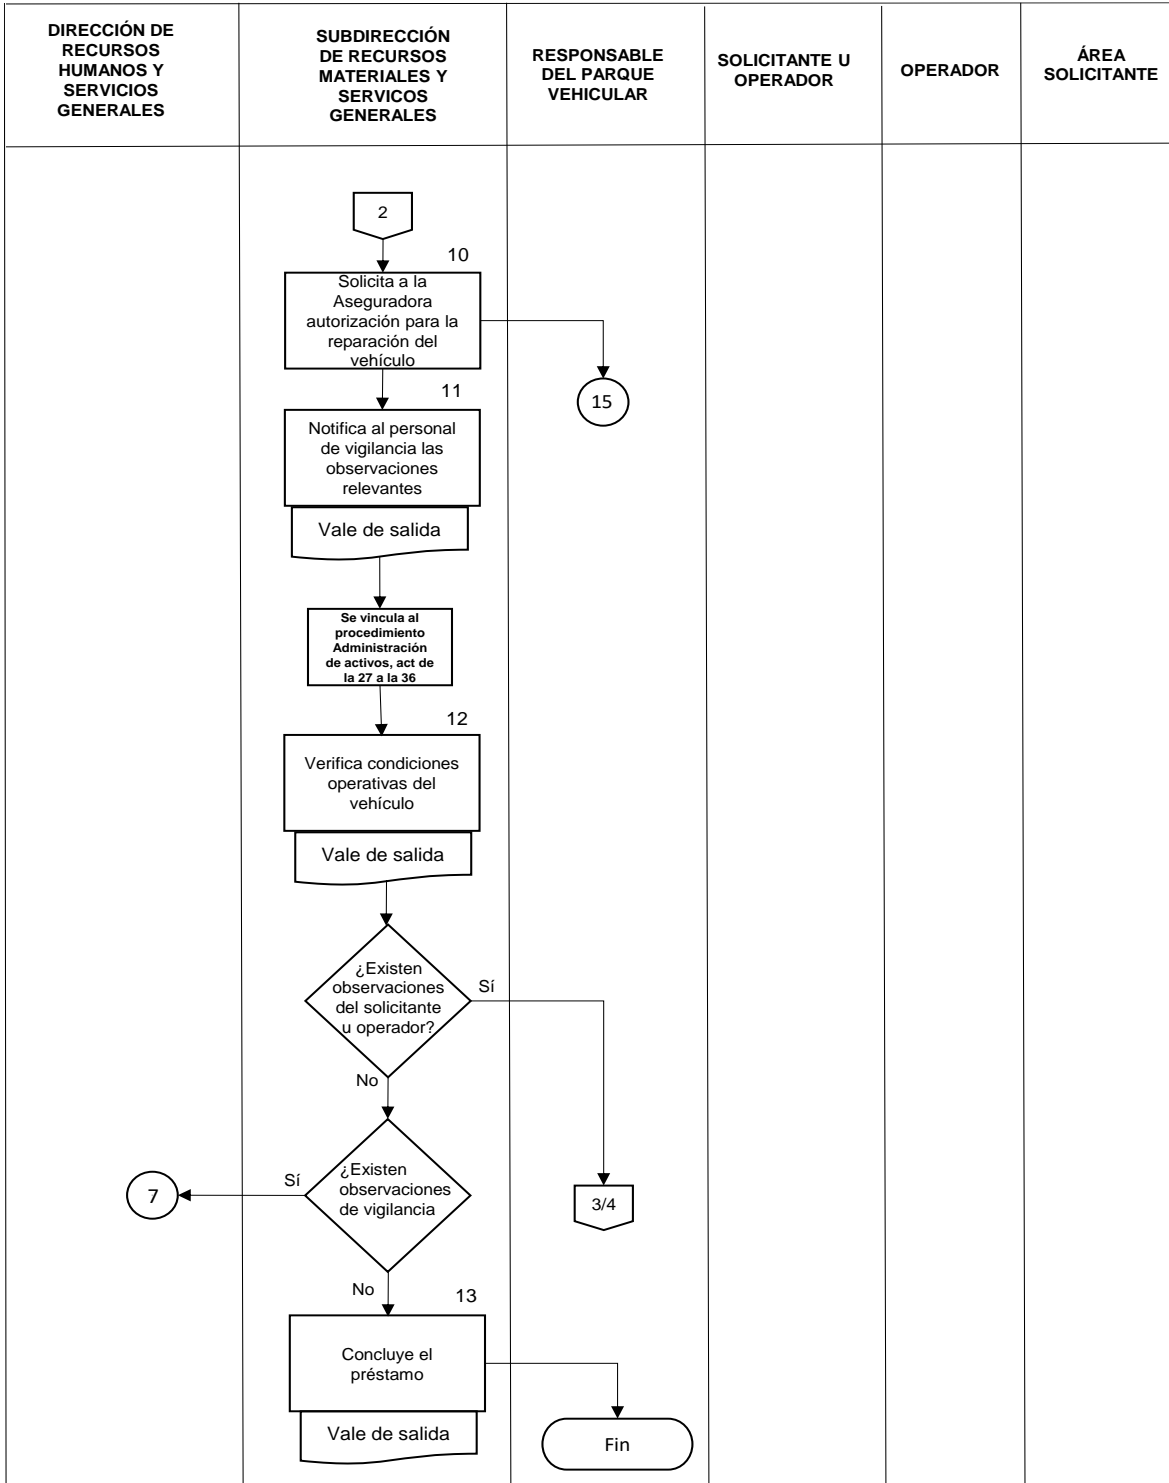 DIRECCIÓN DE
RECURSOS
HUMANOS Y
SERVICIOS
GENERALES
SUBDIRECCIÓN
DE RECURSOS
MATERIALES Y
SERVICOS
GENERALES
RESPONSABLE
DEL PARQUE
VEHICULAR
SOLICITANTE U
OPERADOR
OPERADOR
ÁREA
SOLICITANTE
2
10
Solicita a la
Aseguradora
autorización para la
reparación del
vehículo
15
11
Notifica al personal
de vigilancia las
observaciones
relevantes
Vale de salida
Se vincula al
procedimiento
Administración
de activos, act de
la 27 a la 36
12
Verifica condiciones
operativas del
vehículo
Vale de salida
¿Existen
observaciones
del solicitante
u operador?
Sí
No
3/4
¿Existen
observaciones
de vigilancia
Sí
7
No
13
Concluye el
préstamo
Vale de salida
Fin